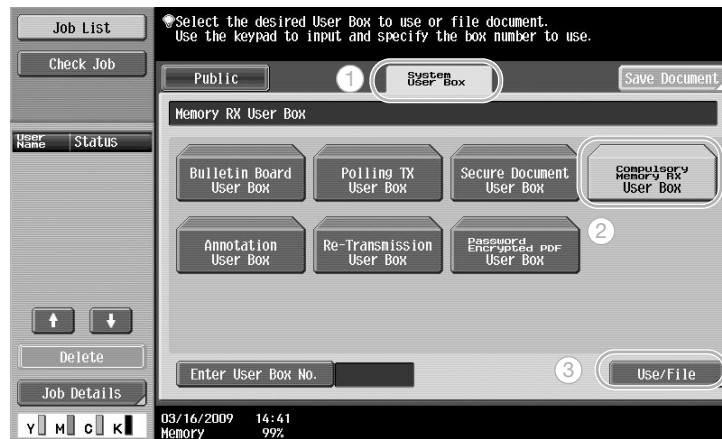 Job List
Check Job
User Name
Status
Delete
Job Details
Y M C K
Select the desired User Box to use or file document.
Use the keypad to input and specify the box number to use.
Public
1
System
User Box
Save Document
Memory RX User Box
Bulletin Board
User Box
Polling TX
User Box
Secure Document
User Box
Compulsory
Memory RX
User Box
2
Annotation
User Box
Re-Transmission
User Box
Password
Encrypted PDF
User Box
Enter User Box No.
3
Use/File
03/16/2009 14:41
Memory 99%